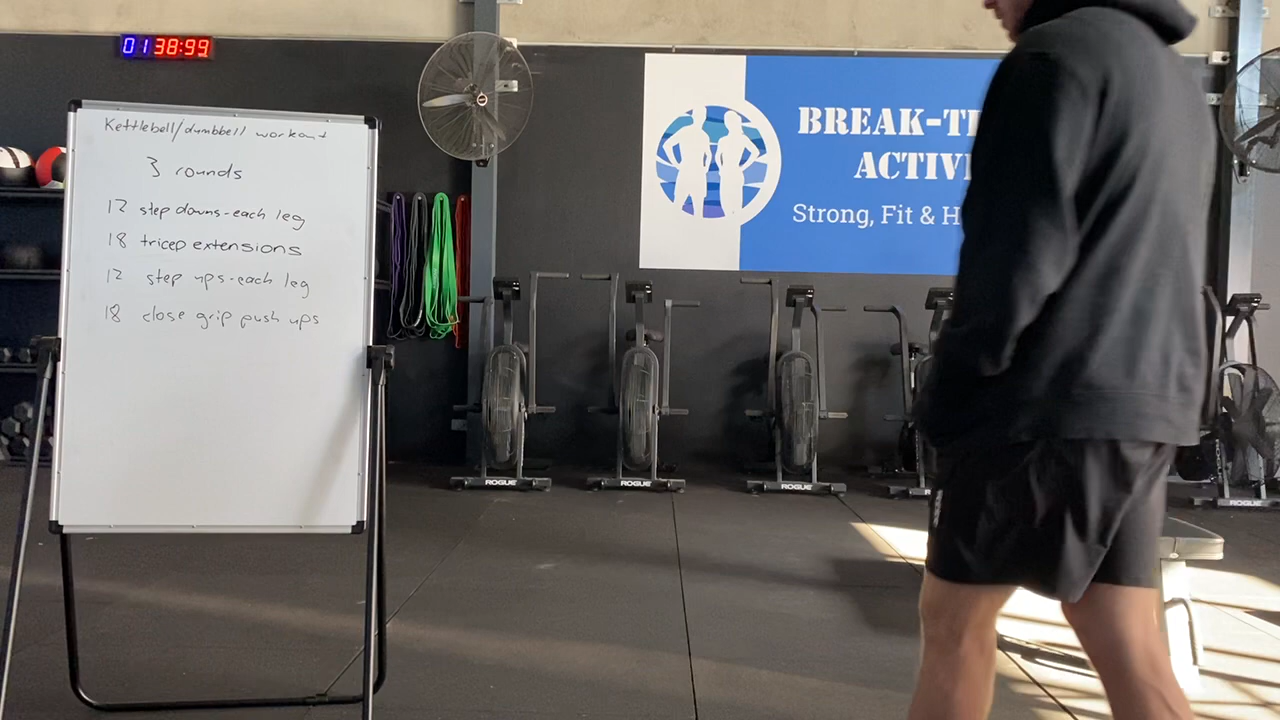 01 38:99
Kettlebell/dumbbell workout
3 rounds
12 step downs-each leg
18 tricep extensions
12 step ups-each leg
18 close grip push ups
BREAK-
ACTIV
Strong, Fit & H
ROGUE
ROGUE
ROGUE
ROGUE